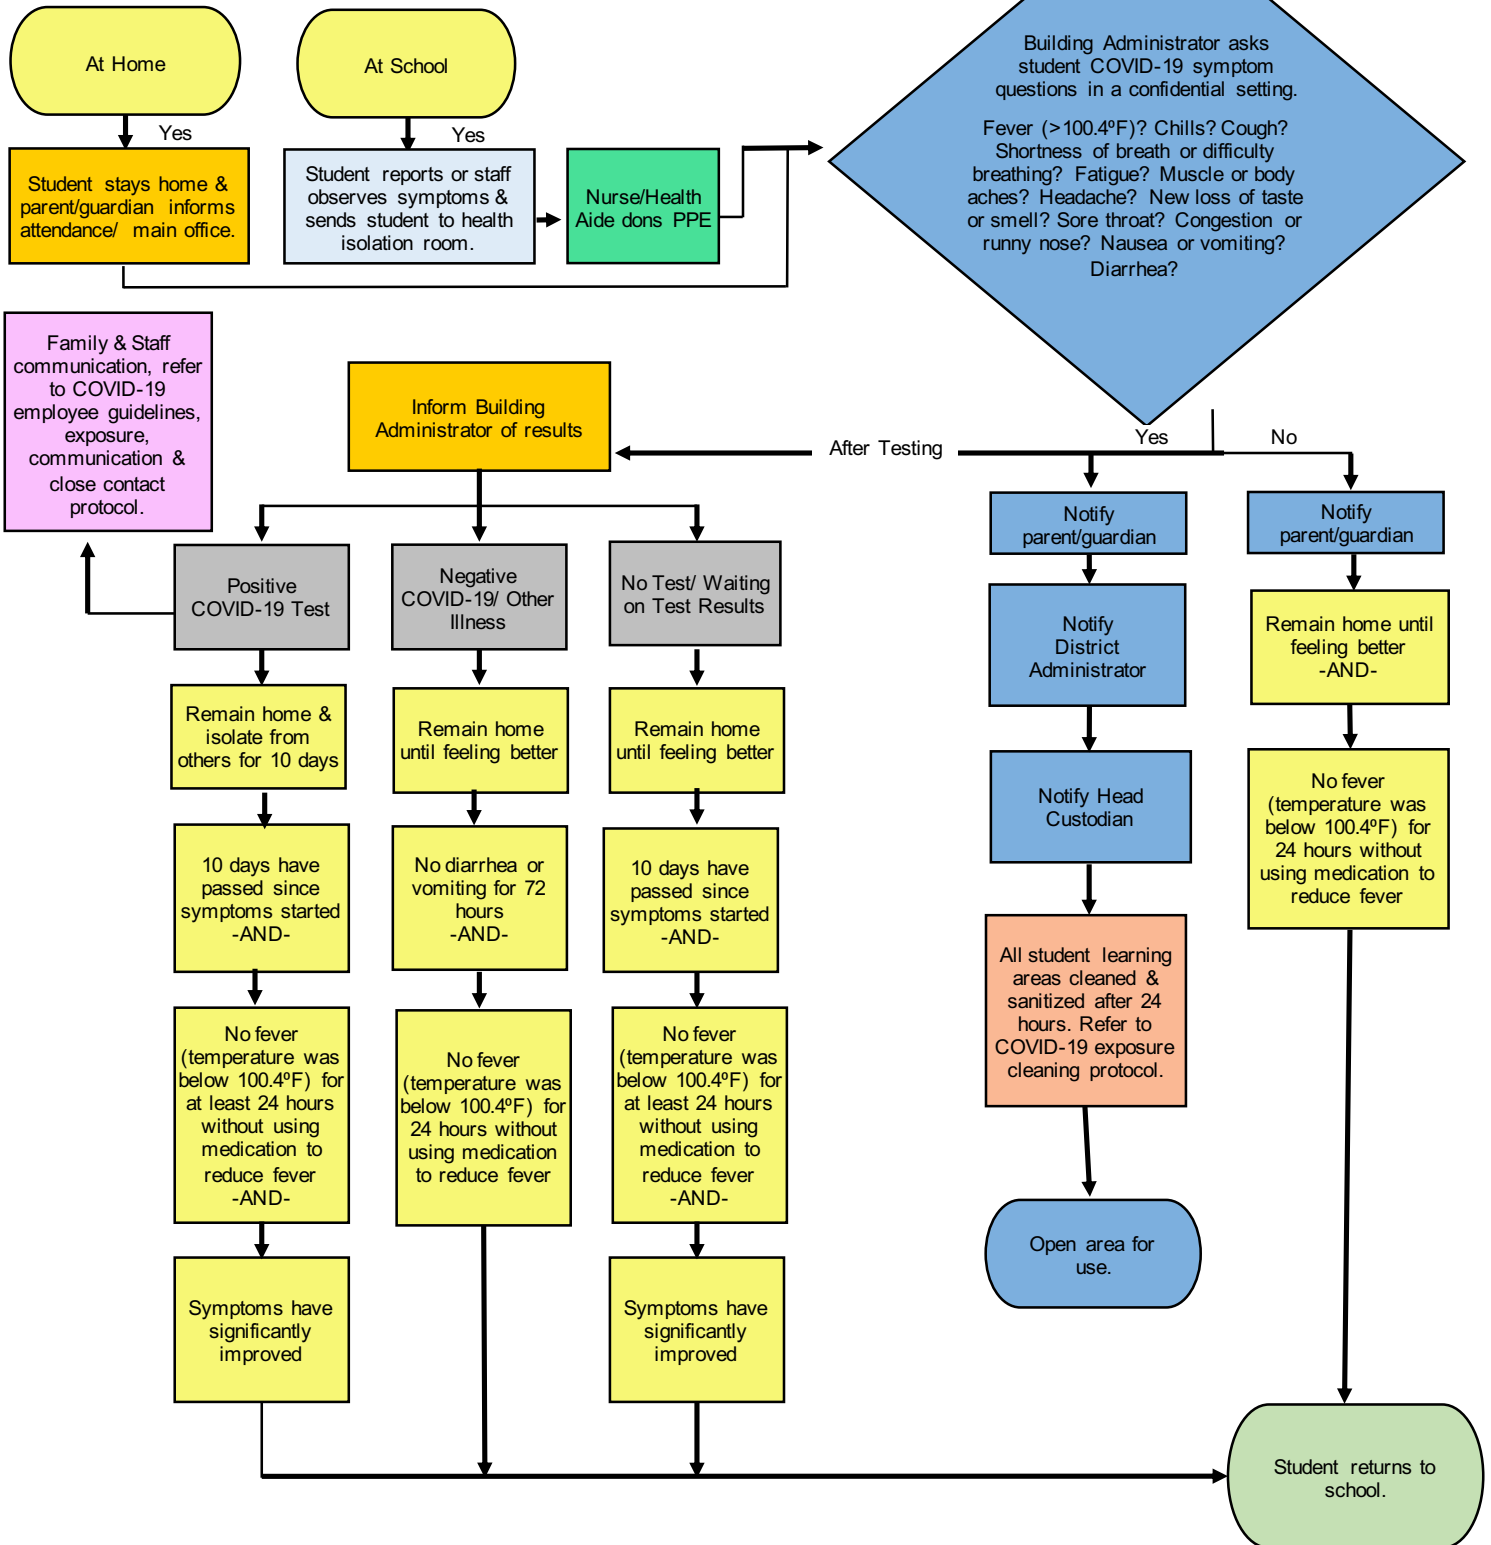 At Home
Yes
Student stays home &
parent/guardian informs
attendance/ main office.
At School
Yes
Student reports or staff
observes symptoms &
sends student to health
isolation room.
Nurse/Health
Aide dons PPE
Building Administrator asks
student COVID-19 symptom
questions in a confidential setting.
Fever (>100.4ºF)? Chills? Cough?
Shortness of breath or difficulty
breathing? Fatigue? Muscle or body
aches? Headache? New loss of taste
or smell? Sore throat? Congestion or
runny nose? Nausea or vomiting?
Diarrhea?
Yes
No
After Testing
Inform Building
Administrator of results
Family & Staff
communication, refer
to COVID-19
employee guidelines,
exposure,
communication &
close contact
protocol.
Positive
COVID-19 Test
Remain home &
isolate from
others for 10 days
10 days have
passed since
symptoms started
-AND-
No fever
(temperature was
below 100.4ºF) for
at least 24 hours
without using
medication to
reduce fever
-AND-
Symptoms have
significantly
improved
Negative
COVID-19/ Other
Illness
Remain home
until feeling better
No diarrhea or
vomiting for 72
hours
-AND-
No fever
(temperature was
below 100.4ºF) for
24 hours without
using medication
to reduce fever
No Test/ Waiting
on Test Results
Remain home
until feeling better
10 days have
passed since
symptoms started
-AND-
No fever
(temperature was
below 100.4ºF) for
at least 24 hours
without using
medication to
reduce fever
-AND-
Symptoms have
significantly
improved
Notify
parent/guardian
Notify
District
Administrator
Notify Head
Custodian
All student learning
areas cleaned &
sanitized after 24
hours. Refer to
COVID-19 exposure
cleaning protocol.
Open area for
use.
Notify
parent/guardian
Remain home until
feeling better
-AND-
No fever
(temperature was
below 100.4ºF) for
24 hours without
using medication to
reduce fever
Student returns to
school.